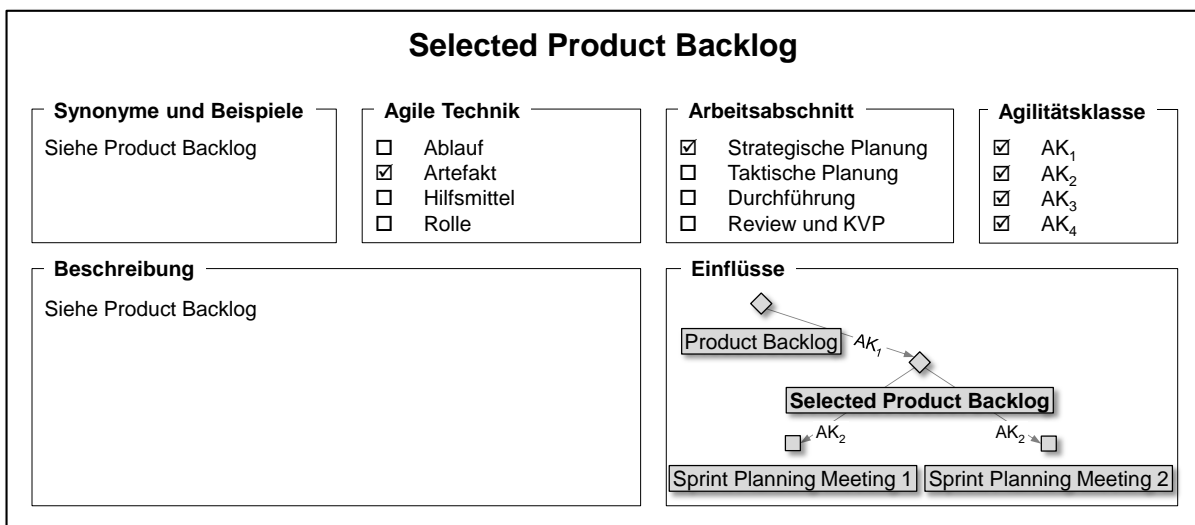 Selected Product Backlog
Synonyme und Beispiele
Siehe Product Backlog
Agile Technik
☐ Ablauf
☑ Artefakt
☐ Hilfsmittel
☐ Rolle
Arbeitsabschnitt
☑ Strategische Planung
☐ Taktische Planung
☐ Durchführung
☐ Review und KVP
Agilitätsklasse
☑ AK₁
☑ AK₂
☑ AK₃
☑ AK₄
Beschreibung
Siehe Product Backlog
Einflüsse
Product Backlog
AK₁
Selected Product Backlog
AK₂
AK₂
Sprint Planning Meeting 1
Sprint Planning Meeting 2